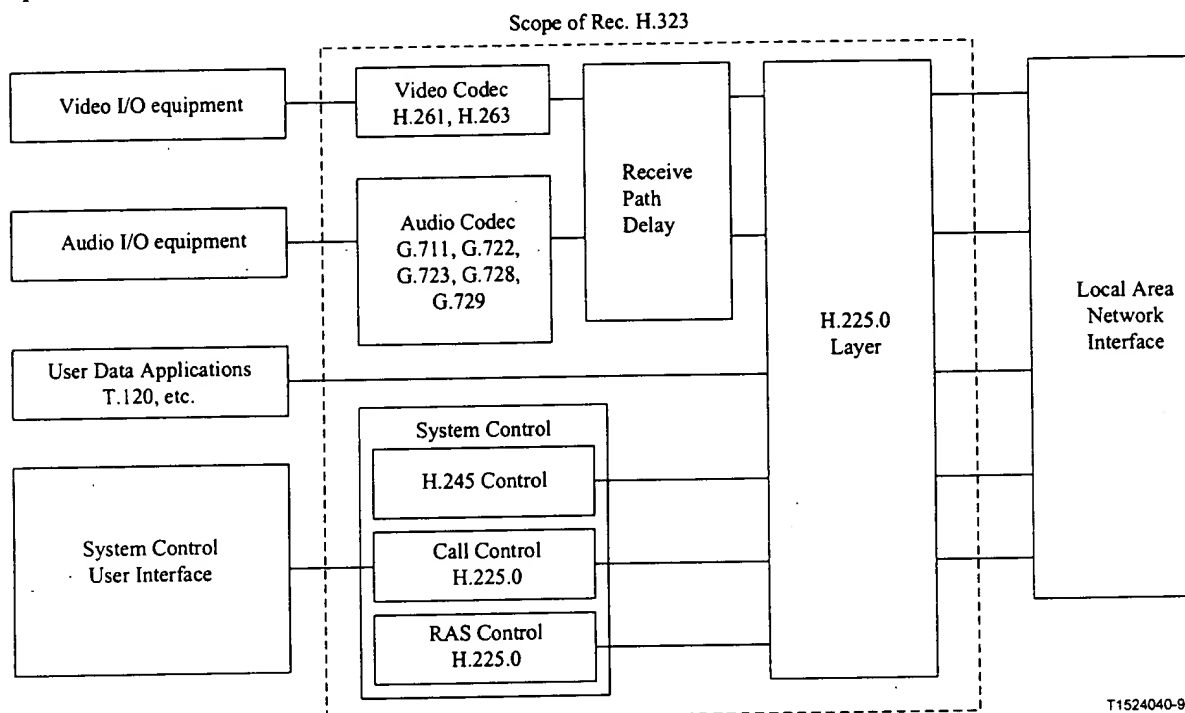 Scope of Rec. H.323
Video I/O equipment
Video Codec
H.261, H.263
Receive
Path
Delay
Audio I/O equipment
Audio Codec
G.711, G.722,
G.723, G.728,
G.729
H.225.0
Layer
Local Area
Network
Interface
User Data Applications
T.120, etc.
System Control
H.245 Control
System Control
User Interface
Call Control
H.225.0
RAS Control
H.225.0